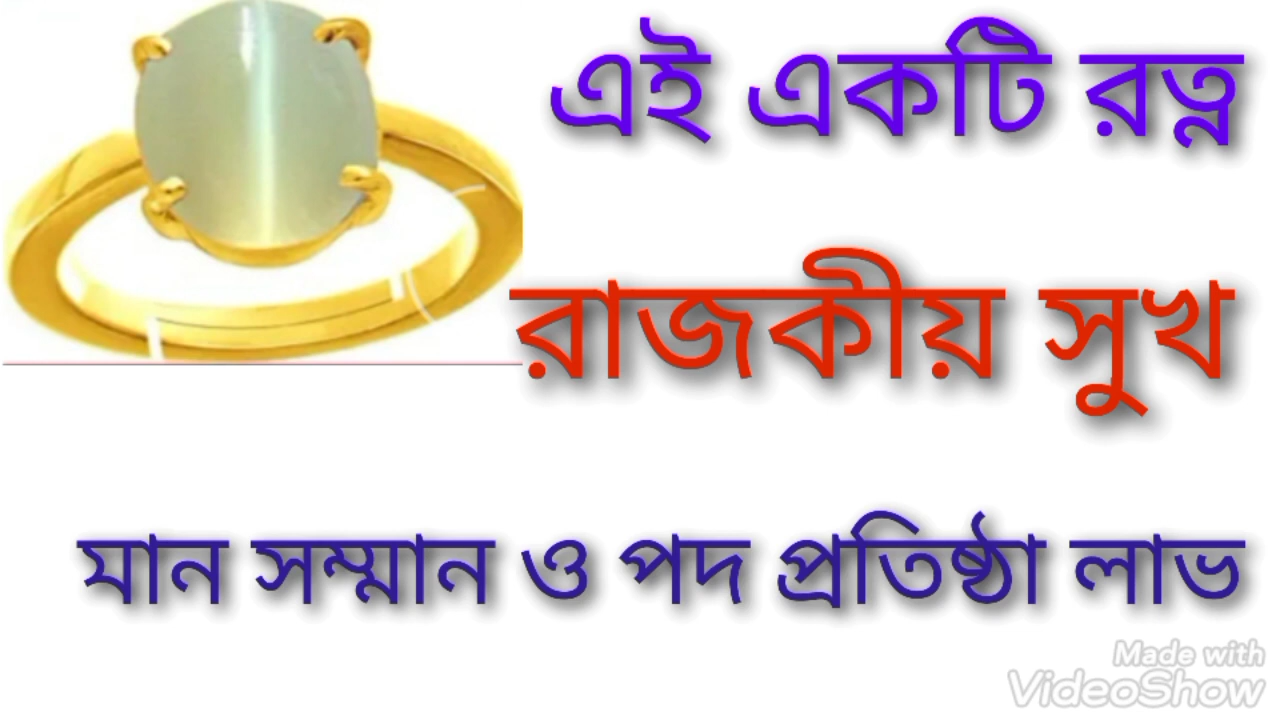 এই একটি রত্ন
রাজকীয় সুখ
মান সম্মান ও পদ প্রতিষ্ঠা লাভ
Made with
VideoShow